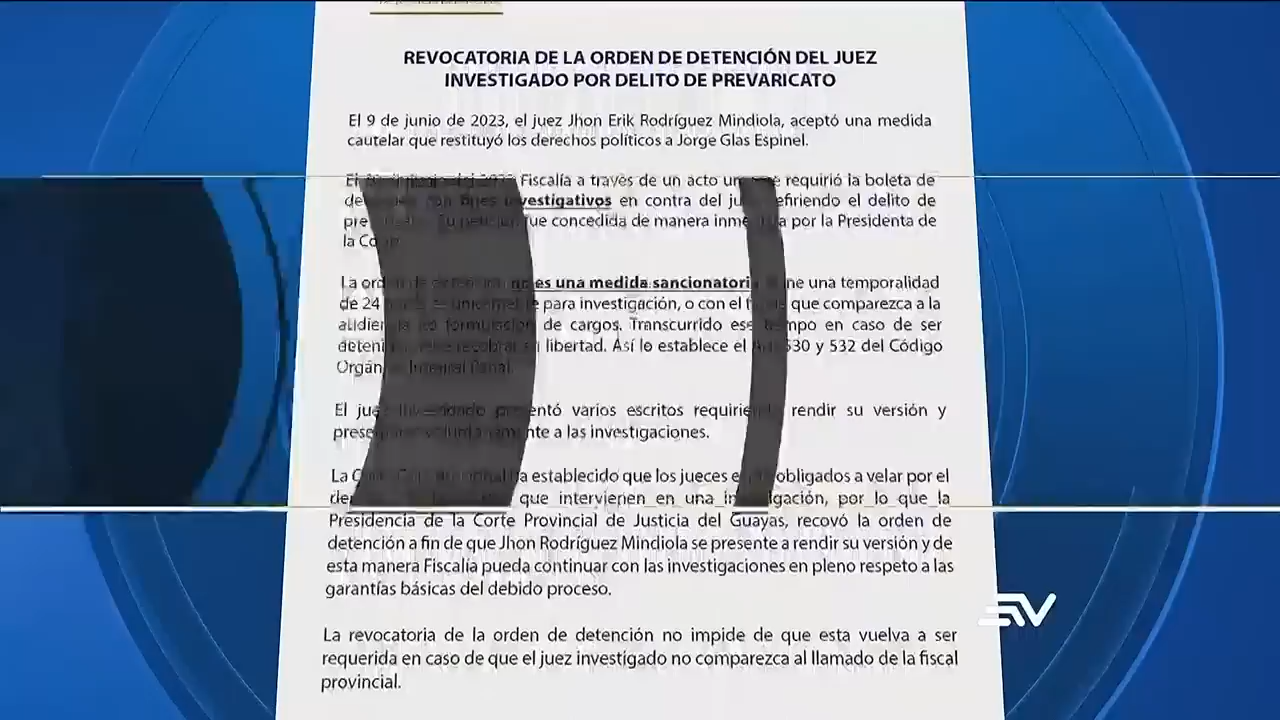 REVOCATORIA DE LA ORDEN DE DETENCIÓN DEL JUEZ
INVESTIGADO POR DELITO DE PREVARICATO
El 9 de junio de 2023, el juez Jhon Erik Rodríguez Mindiola, aceptó una medida
cautelar que restituyó los derechos políticos a Jorge Glas Espinel.
Fiscalía a través de un acto requirió la boleta de
investigativos en contra del refiriendo el delito de
fue concedida de manera por la Presidenta de
la
La no es una medida sancionatoria una temporalidad
de 24 para investigación, o con el que comparezca a la
de formulación de cargos. Transcurrido ese tiempo en caso de ser
recobrar libertad. Así lo establece el 530 y 532 del Código
Integral Penal.
El investigado presentó varios escritos requiriendo rendir su versión y
a las investigaciones.
La ha establecido que los jueces obligados a velar por el
que intervienen en una investigación, por lo que la
Presidencia de la Corte Provincial de Justicia del Guayas, recovó la orden de
detención a fin de que Jhon Rodríguez Mindiola se presente a rendir su versión y de
esta manera Fiscalía pueda continuar con las investigaciones en pleno respeto a las
garantías básicas del debido proceso.
La revocatoria de la orden de detención no impide de que esta vuelva a ser
requerida en caso de que el juez investigado no comparezca al llamado de la fiscal
provincial.